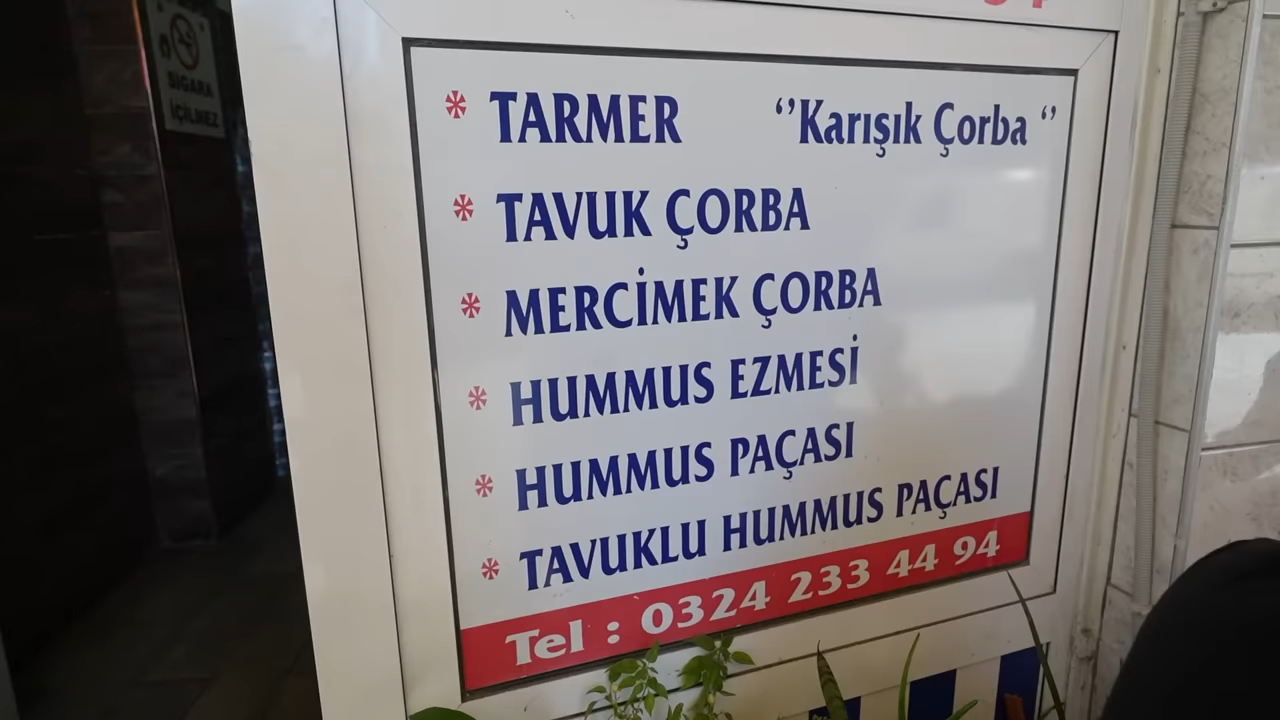 SİGARA
İÇİLMEZ
* TARMER ‘’Karışık Çorba ‘’
* TAVUK ÇORBA
* MERCİMEK ÇORBA
* HUMMUS EZMESİ
* HUMMUS PAÇASI
* TAVUKLU HUMMUS PAÇASI
Tel : 0324 233 44 94